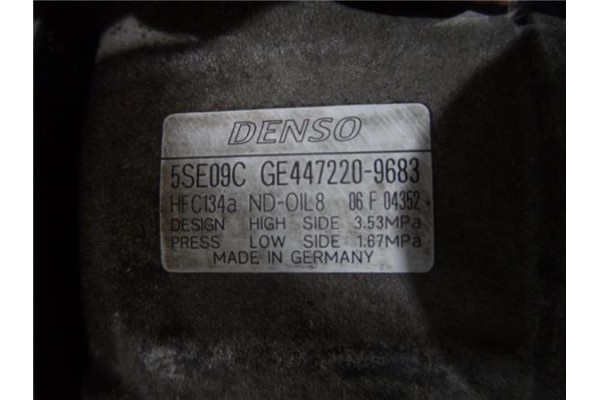 DENSO
5SE09C GE447220-9683
HFC134a ND-OIL8 06 F 04352
DESIGN HIGH SIDE 3.53MPa
PRESS LOW SIDE 1.67MPa
MADE IN GERMANY